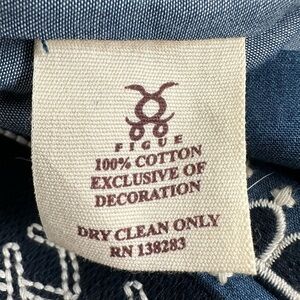 FIGUE
100% COTTON
EXCLUSIVE OF
DECORATION
DRY CLEAN ONLY
RN 138283